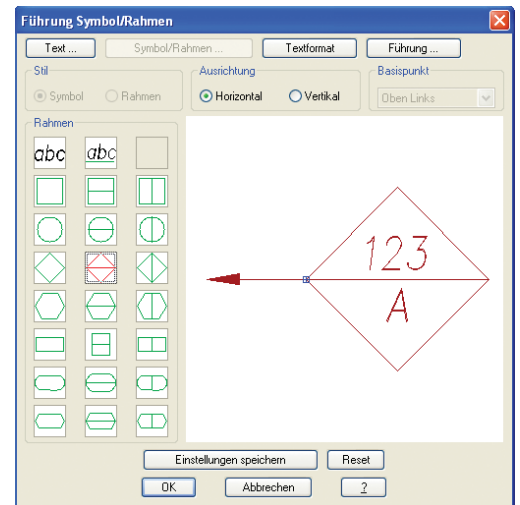 Führung Symbol/Rahmen
Text ... Symbol/Rahmen ... Textformat Führung ...
Stil Ausrichtung Basispunkt
Symbol Rahmen Horizontal Vertikal Oben Links
Rahmen
abc abc
123
A
Einstellungen speichern Reset
OK Abbrechen ?